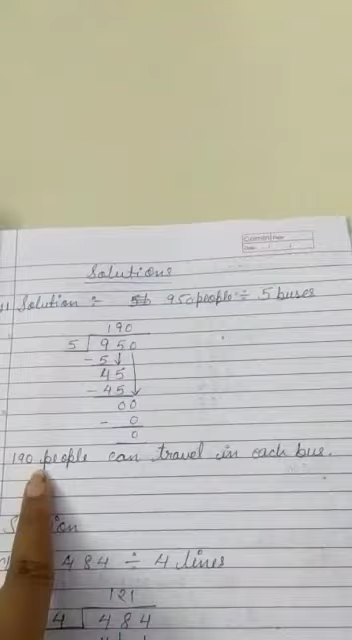 Solutions
Solution ÷ 950 people ÷ 5 buses
190
5 950
- 5
45
- 45
00
- 0
0
190 people can travel in each bus.
484 ÷ 4 lines
121
4 484